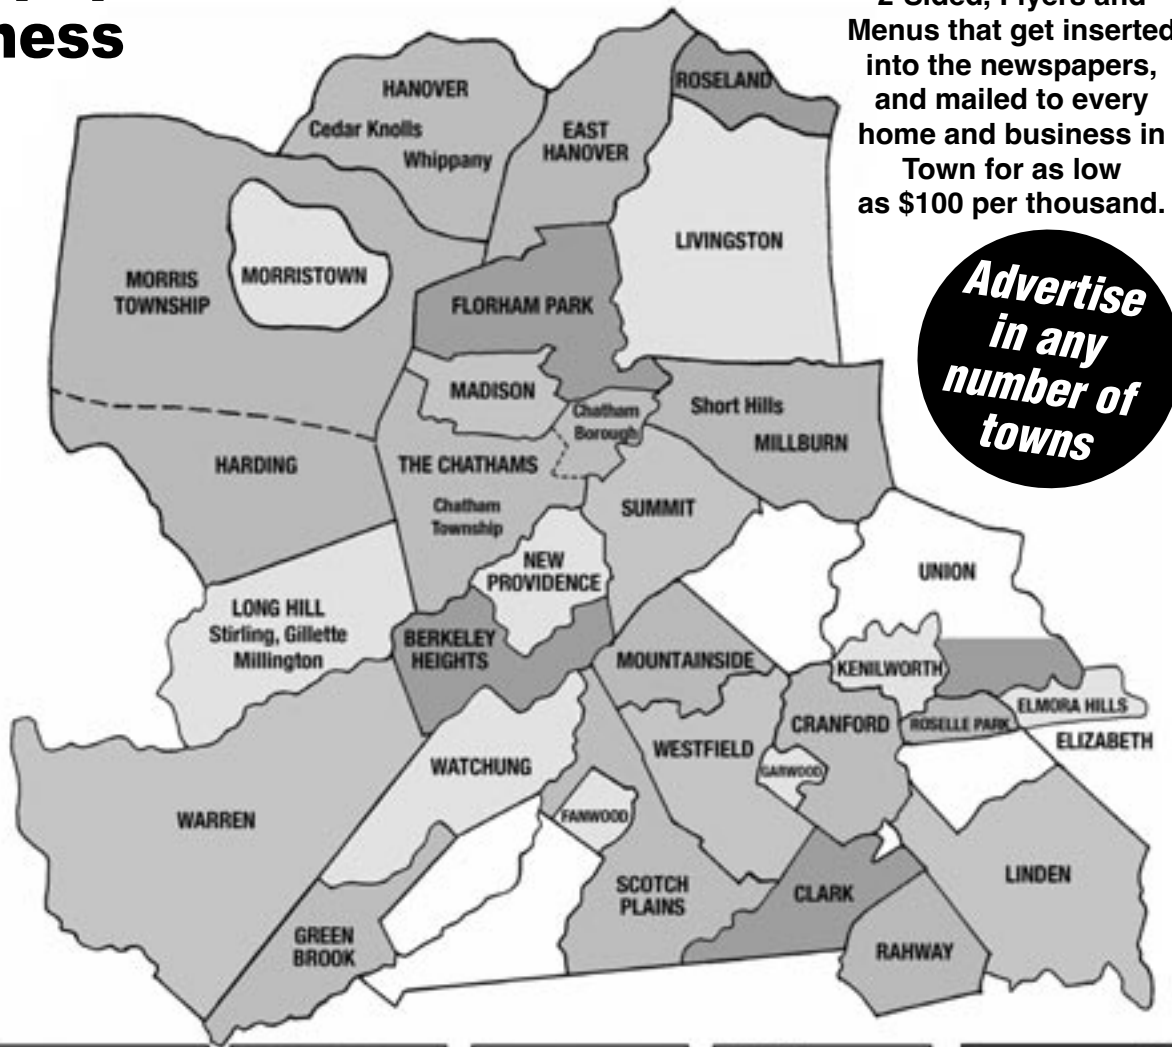 ness
2-Sided, Flyers and
Menus that get inserted
into the newspapers,
and mailed to every
home and business in
Town for as low
as $100 per thousand.
Advertise
in any
number of
towns
HANOVER
Cedar Knolls
Whippany
EAST
HANOVER
ROSELAND
LIVINGSTON
MORRIS
TOWNSHIP
MORRISTOWN
FLORHAM PARK
MADISON
Chatham
Borough
Short Hills
MILLBURN
HARDING
THE CHATHAMS
Chatham
Township
SUMMIT
NEW
PROVIDENCE
UNION
LONG HILL
Stirling, Gillette
Millington
BERKELEY
HEIGHTS
MOUNTAINSIDE
KENILWORTH
ELMORA HILLS
ROSELLE PARK
ELIZABETH
CRANFORD
WESTFIELD
GARWOOD
WATCHUNG
WARREN
FANWOOD
SCOTCH
PLAINS
CLARK
LINDEN
GREEN
BROOK
RAHWAY